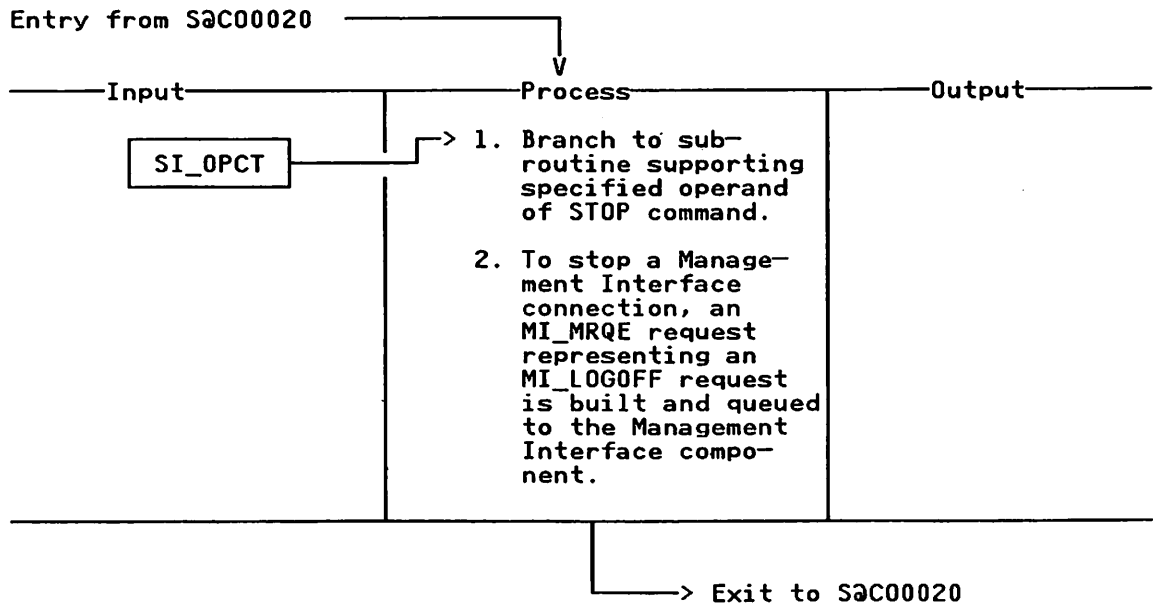 Entry from S@C00020
V
Input Process Output
SI_OPCT
> 1. Branch to sub-
routine supporting
specified operand
of STOP command.
2. To stop a Manage-
ment Interface
connection, an
MI_MRQE request
representing an
MI_LOGOFF request
is built and queued
to the Management
Interface compo-
nent.
> Exit to S@C00020